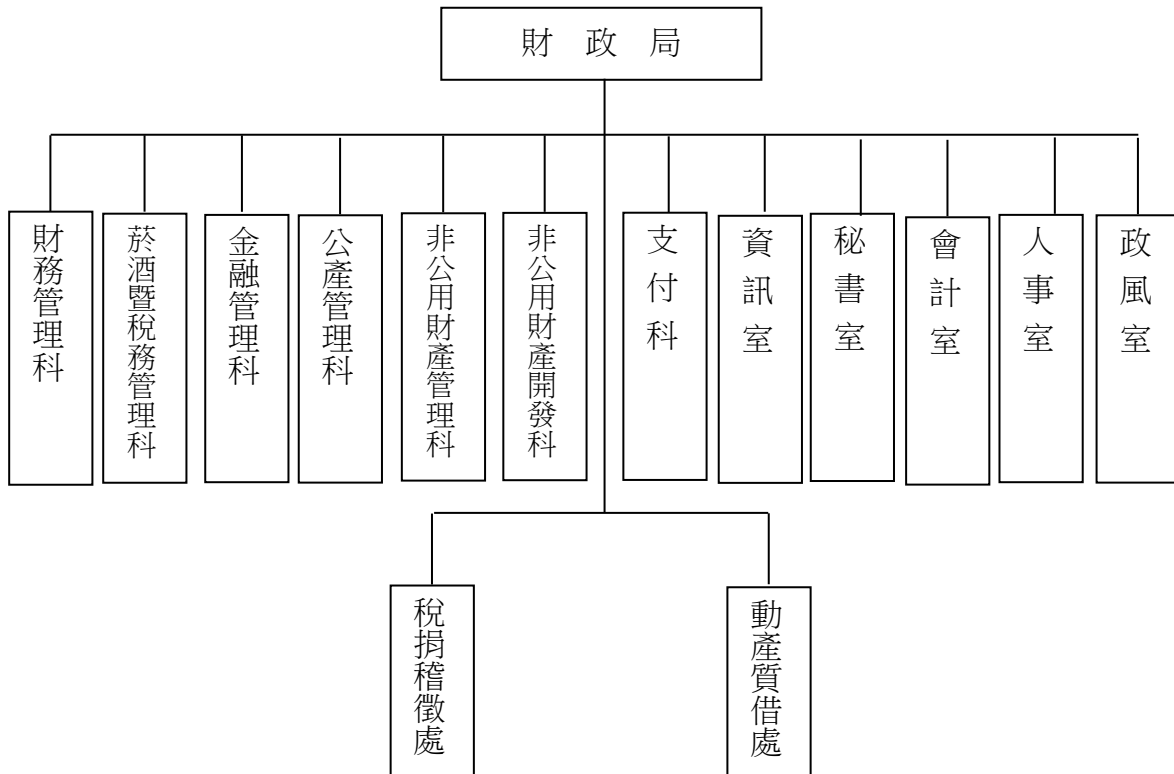 財政局
財務管理科
菸酒暨稅務管理科
金融管理科
公產管理科
非公用財產管理科
非公用財產開發科
支付科
資訊室
秘書室
會計室
人事室
政風室
稅捐稽徵處
動產質借處